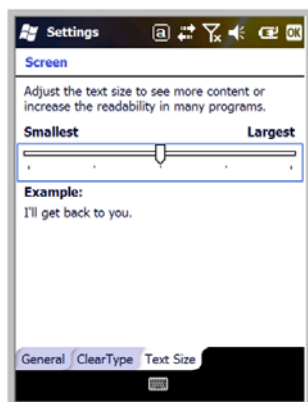 Settings
a
OK
Screen
Adjust the text size to see more content or
increase the readability in many programs.
Smallest Largest
Example:
I'll get back to you.
General ClearType Text Size